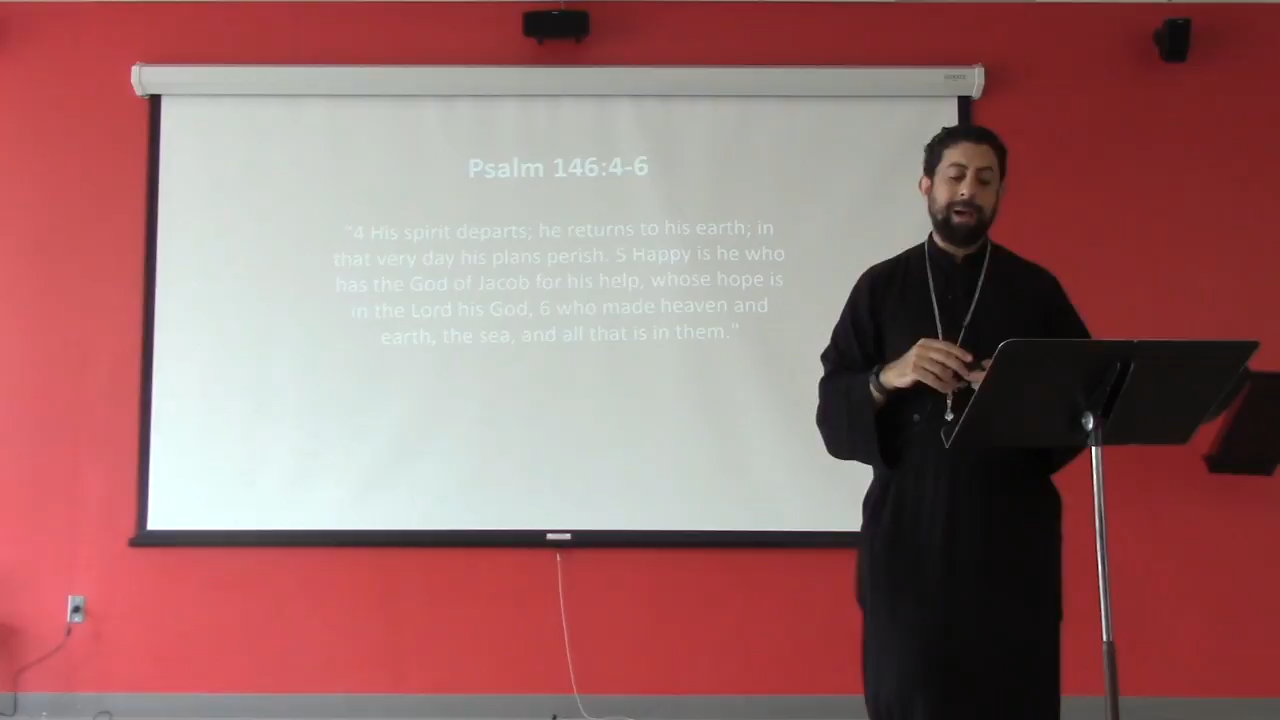 Psalm 146:4-6
"4 His spirit departs; he returns to his earth; in
that very day his plans perish. 5 Happy is he who
has the God of Jacob for his help, whose hope is
in the Lord his God, 6 who made heaven and
earth, the sea, and all that is in them."